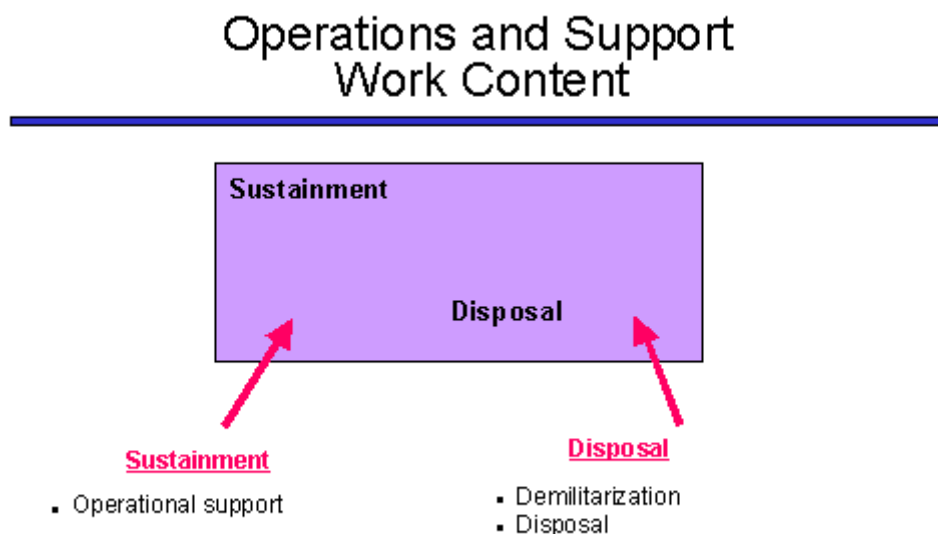 Operations and Support
Work Content
Sustainment
Disposal
Sustainment
▪ Operational support
Disposal
▪ Demilitarization
▪ Disposal